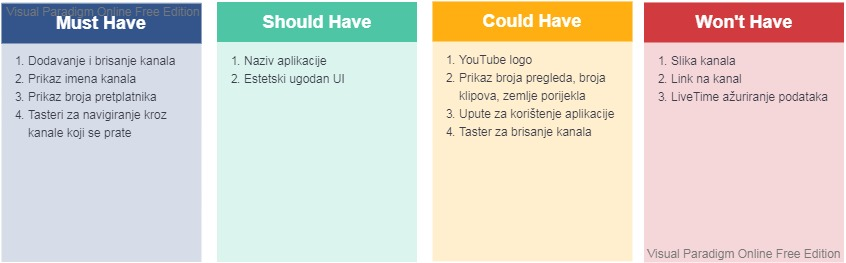 Visual Paradigm Online Free Edition
Must Have
1. Dodavanje i brisanje kanala
2. Prikaz imena kanala
3. Prikaz broja pretplatnika
4. Tasteri za navigiranje kroz
kanale koji se prate
Should Have
1. Naziv aplikacije
2. Estetski ugodan UI
Could Have
1. YouTube logo
2. Prikaz broja pregleda, broja
klipova, zemlje porijekla
3. Upute za korištenje aplikacije
4. Taster za brisanje kanala
Won't Have
1. Slika kanala
2. Link na kanal
3. LiveTime ažuriranje podataka
Visual Paradigm Online Free Edition